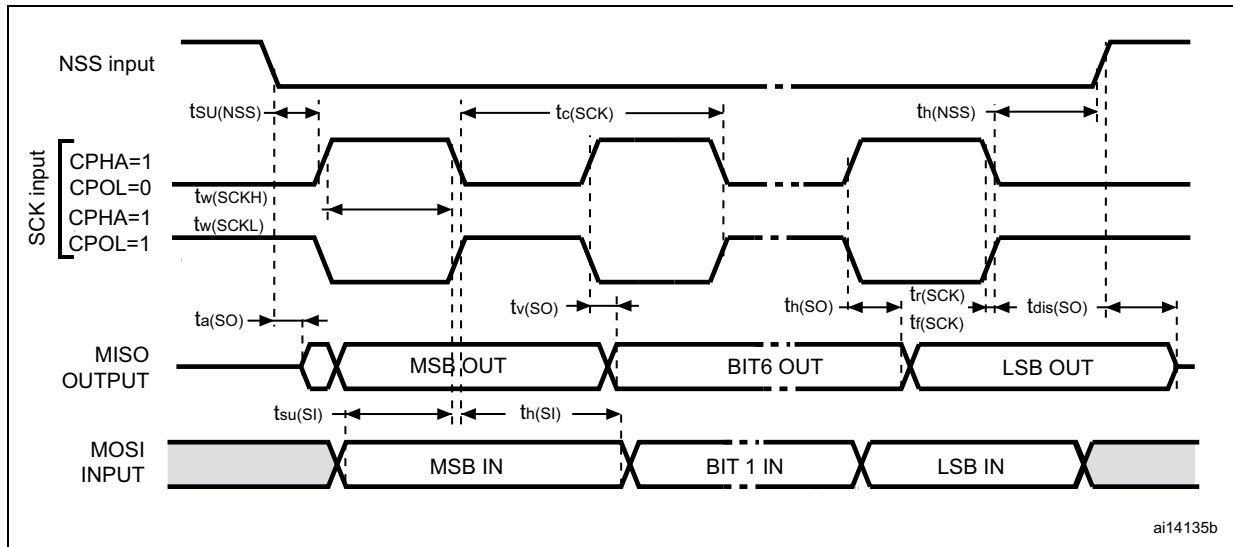 NSS input
tSU(NSS)
tc(SCK)
th(NSS)
SCK input
CPHA=1
CPOL=0
tw(SCKH)
CPHA=1
tw(SCKL)
CPOL=1
ta(SO)
tv(SO)
th(SO)
tr(SCK)
tf(SCK)
tdis(SO)
MISO
OUTPUT
MSB OUT
BIT6 OUT
LSB OUT
tsu(SI)
th(SI)
MOSI
INPUT
MSB IN
BIT 1 IN
LSB IN
ai14135b